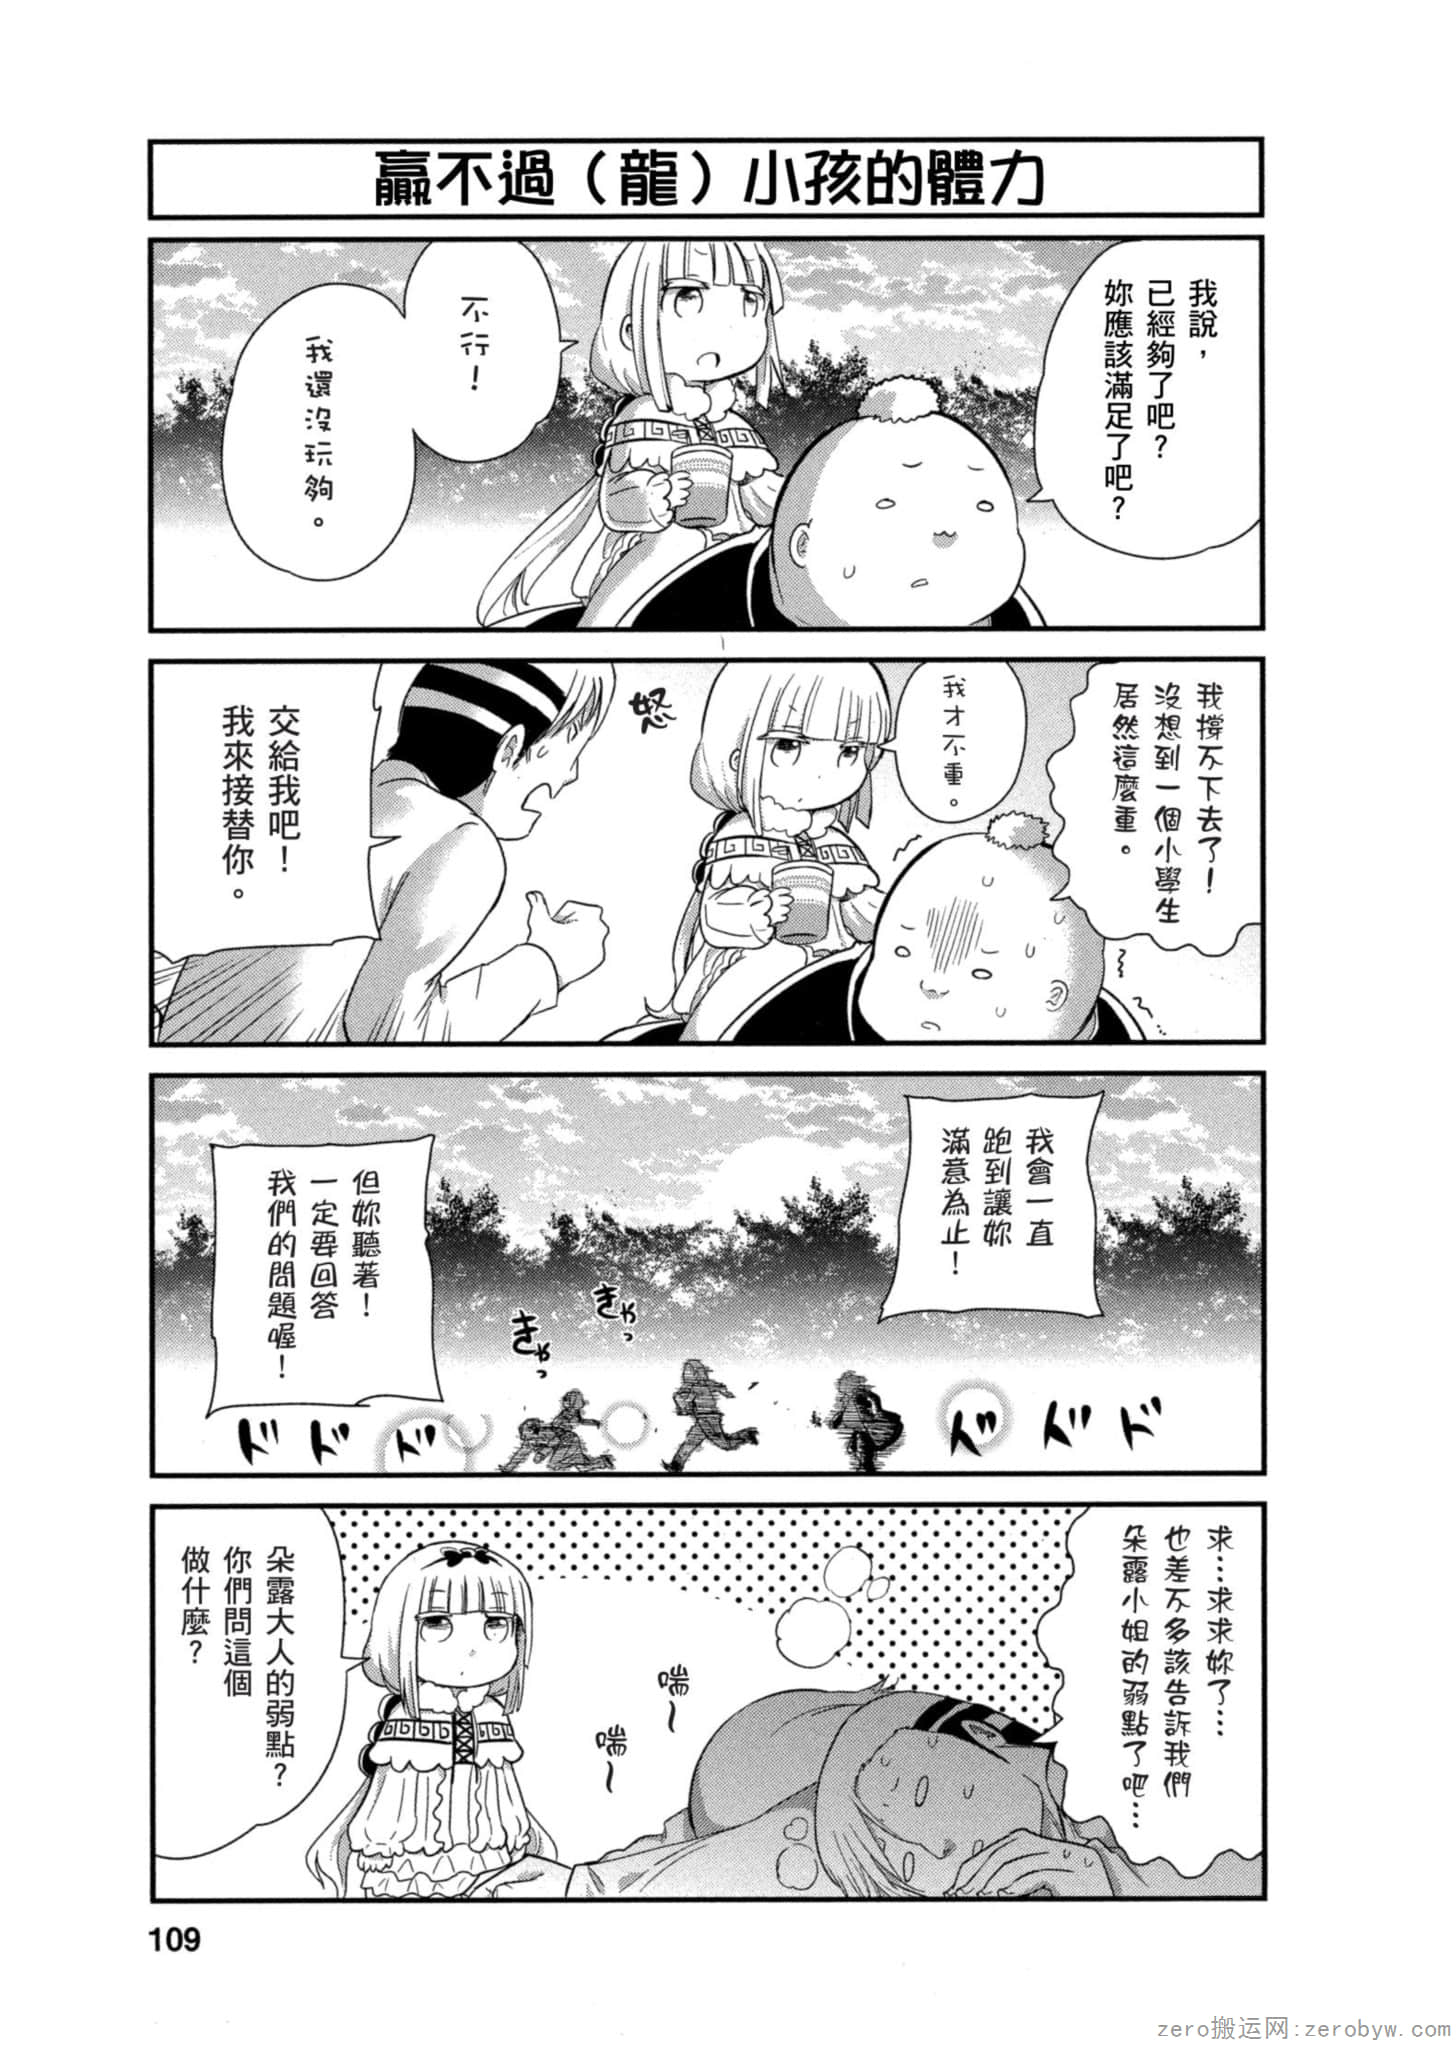 贏不過（龍）小孩的體力
我說，
已經夠了吧？
妳應該滿足了吧？
不行！
我還沒玩夠。
我撐不下去了！
沒想到一個小學生
居然這麼重。
我才不重。
怒
交給我吧！
我來接替你。
我會一直
跑到讓妳
滿意為止！
但妳聽著！
一定要回答
我們的問題喔！
きゃっ
きゃっ
ドドド
ドドド
求…求求妳了…
也差不多該告訴我們
朵露小姐的弱點了吧…
喘～
喘～
朵露大人的弱點？
你們問這個
做什麼？
109
zero搬运网:zerobyw.com